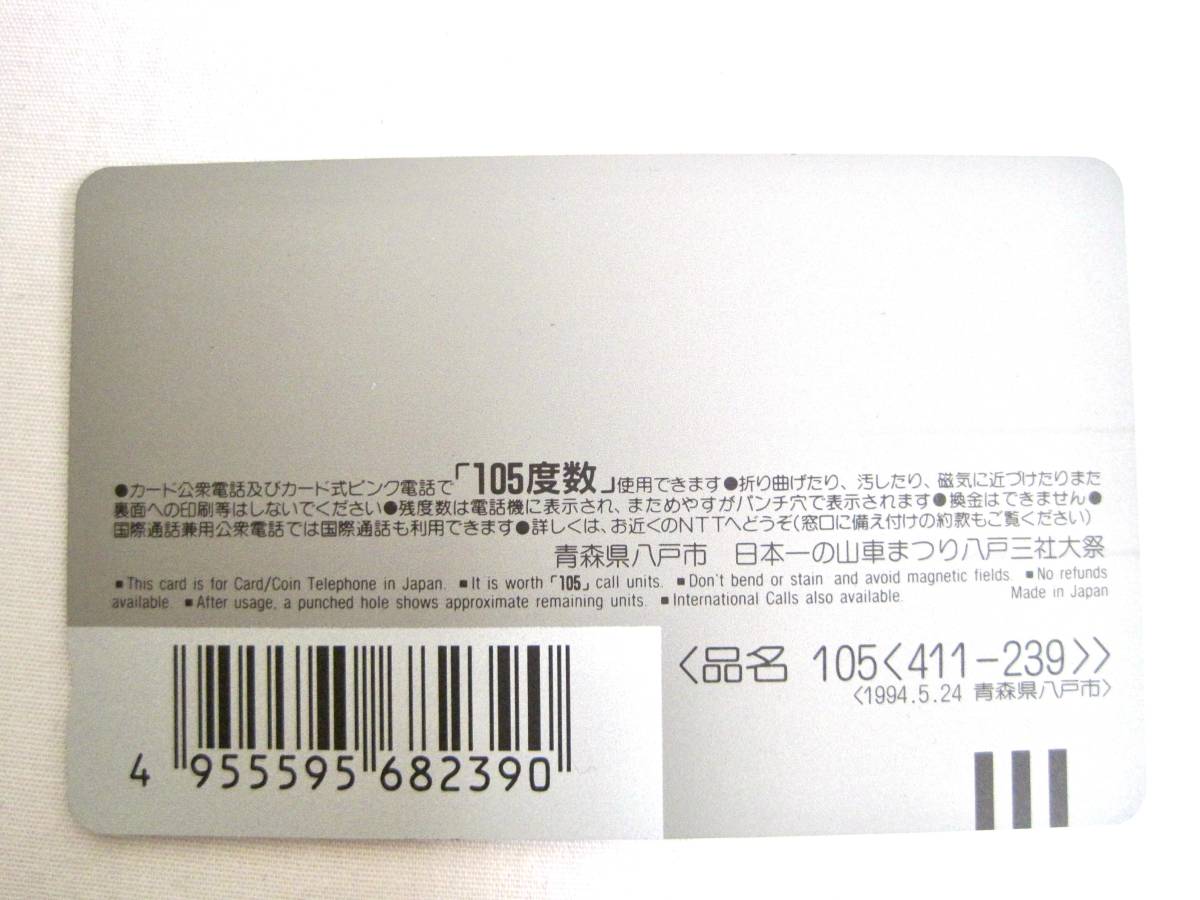 ●カード公衆電話及びカード式ピンク電話で「105度数」使用できます●折り曲げたり、汚したり、磁気に近づけたりまた
裏面への印刷等はしないでください●残度数は電話機に表示され、まためやすがパンチ穴で表示されます●換金はできません●
国際通話兼用公衆電話では国際通話も利用できます●詳しくは、お近くのNTTへどうぞ(窓口に備え付けの約款もご覧ください)
青森県八戸市 日本一の山車まつり八戸三社大祭
■This card is for Card/Coin Telephone in Japan. ■It is worth「105」call units. ■Don't bend or stain and avoid magnetic fields. ■No refunds
available. ■After usage, a punched hole shows approximate remaining units. ■International Calls also available. Made in Japan
〈品名 105〈411-239〉〉
〈1994.5.24 青森県八戸市〉
4 955595 682390